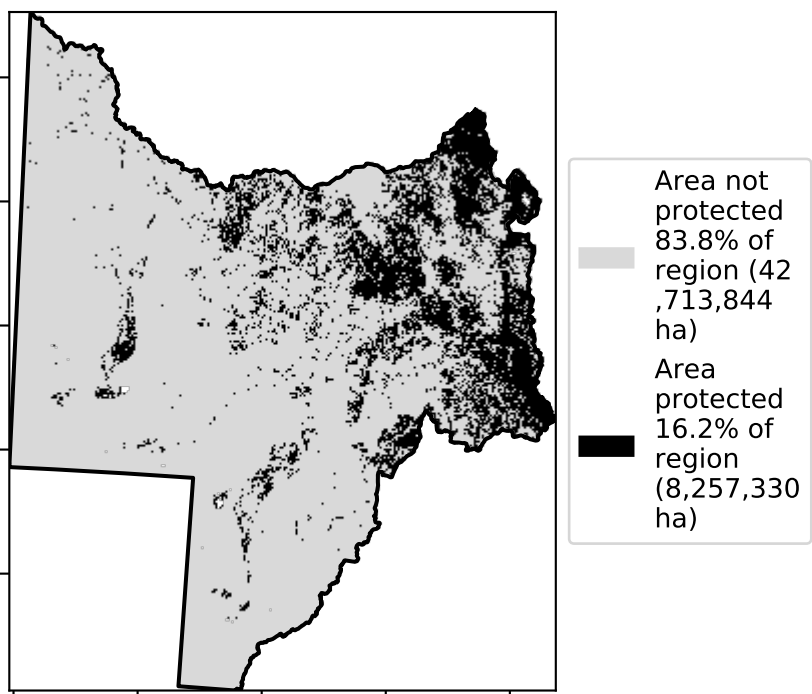 Area not
protected
83.8% of
region (42
,713,844
ha)
Area
protected
16.2% of
region
(8,257,330
ha)